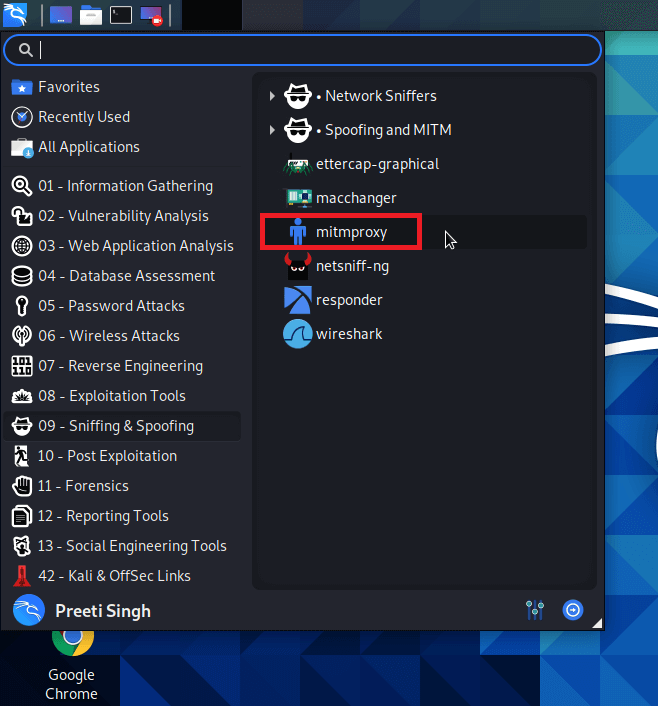 Favorites
Recently Used
All Applications
01 - Information Gathering
02 - Vulnerability Analysis
03 - Web Application Analysis
04 - Database Assessment
05 - Password Attacks
06 - Wireless Attacks
07 - Reverse Engineering
08 - Exploitation Tools
09 - Sniffing & Spoofing
10 - Post Exploitation
11 - Forensics
12 - Reporting Tools
13 - Social Engineering Tools
42 - Kali & OffSec Links
• Network Sniffers
• Spoofing and MITM
ettercap-graphical
macchanger
mitmproxy
netsniff-ng
responder
wireshark
Preeti Singh
Google
Chrome